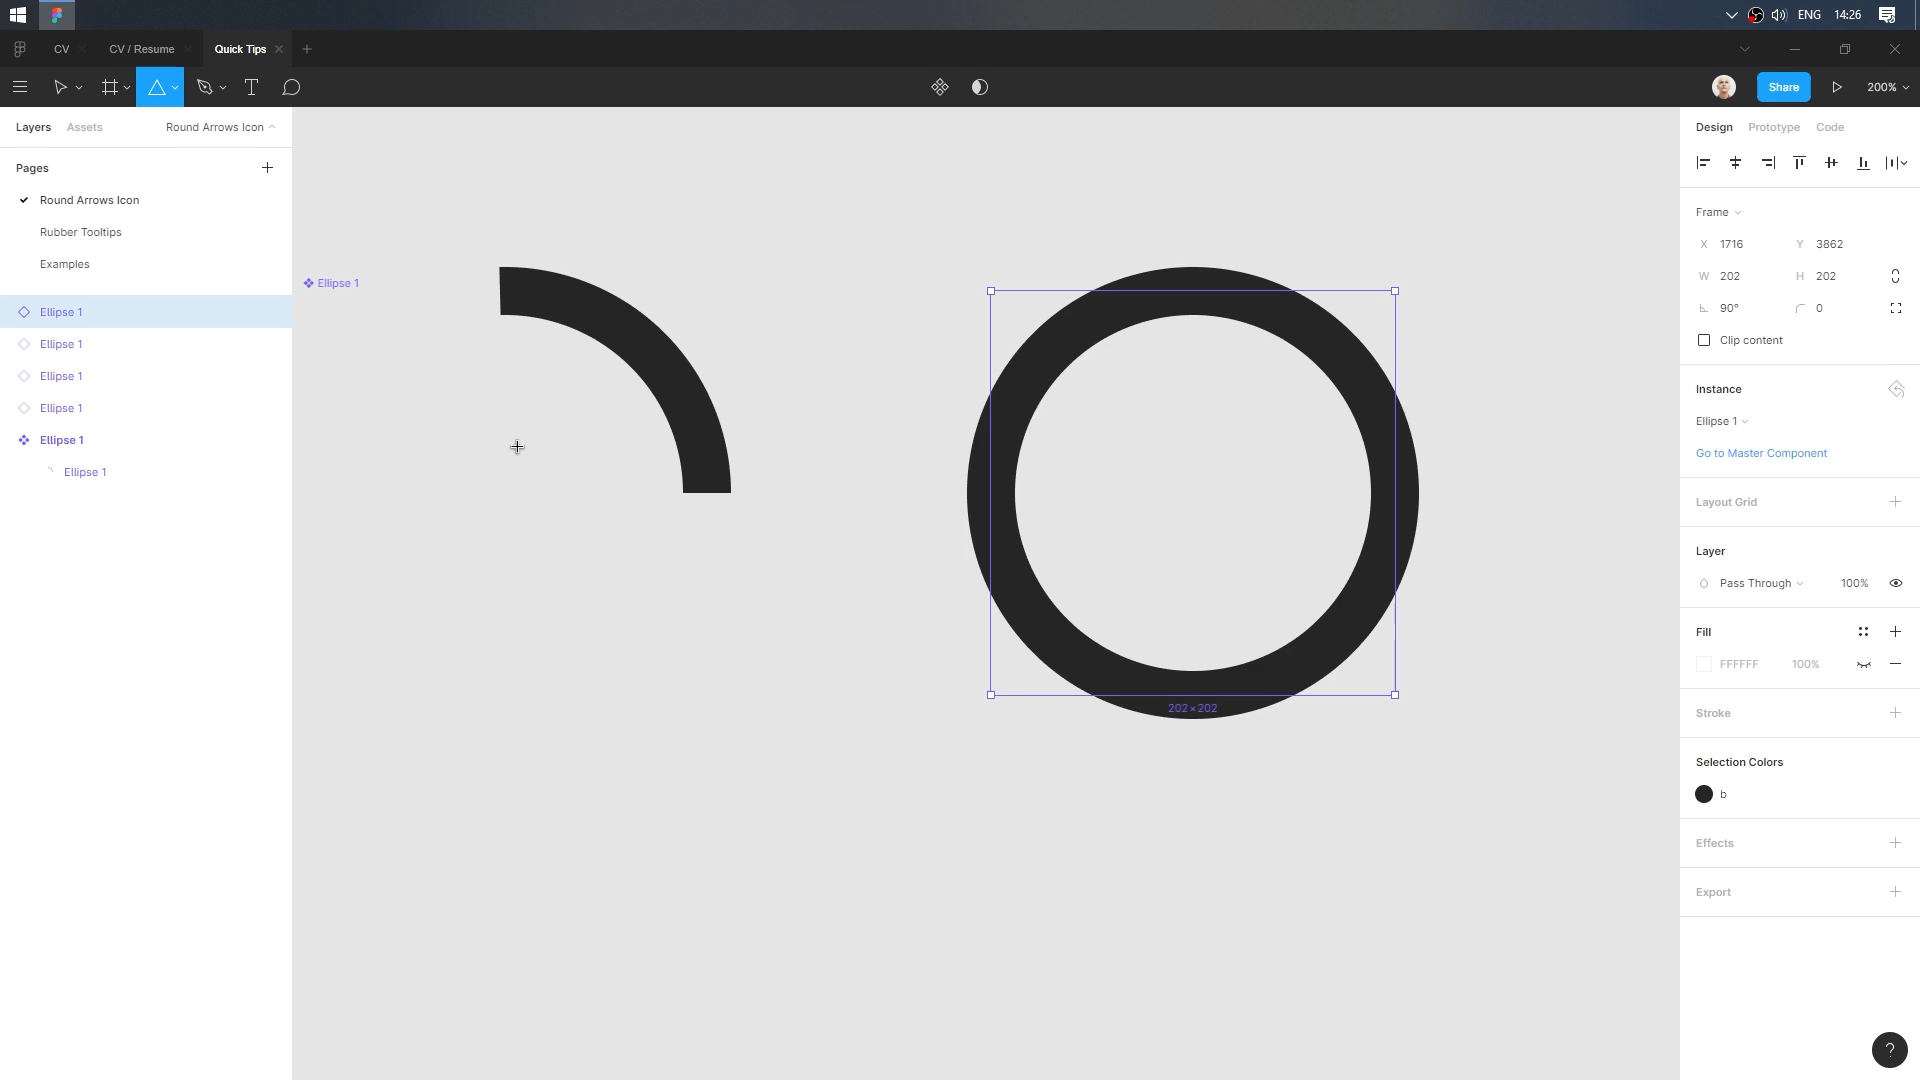 ENG 14:26
CV
CV / Resume
Quick Tips
Share
200%
Layers Assets Round Arrows Icon
Pages
Round Arrows Icon
Rubber Tooltips
Examples
Ellipse 1
Ellipse 1
Ellipse 1
Ellipse 1
Ellipse 1
Ellipse 1
Ellipse 1
202 × 202
Design Prototype Code
Frame
X 1716 Y 3862
W 202 H 202
90° 0
Clip content
Instance
Ellipse 1
Go to Master Component
Layout Grid
Layer
Pass Through 100%
Fill
FFFFFF 100%
Stroke
Selection Colors
b
Effects
Export
?